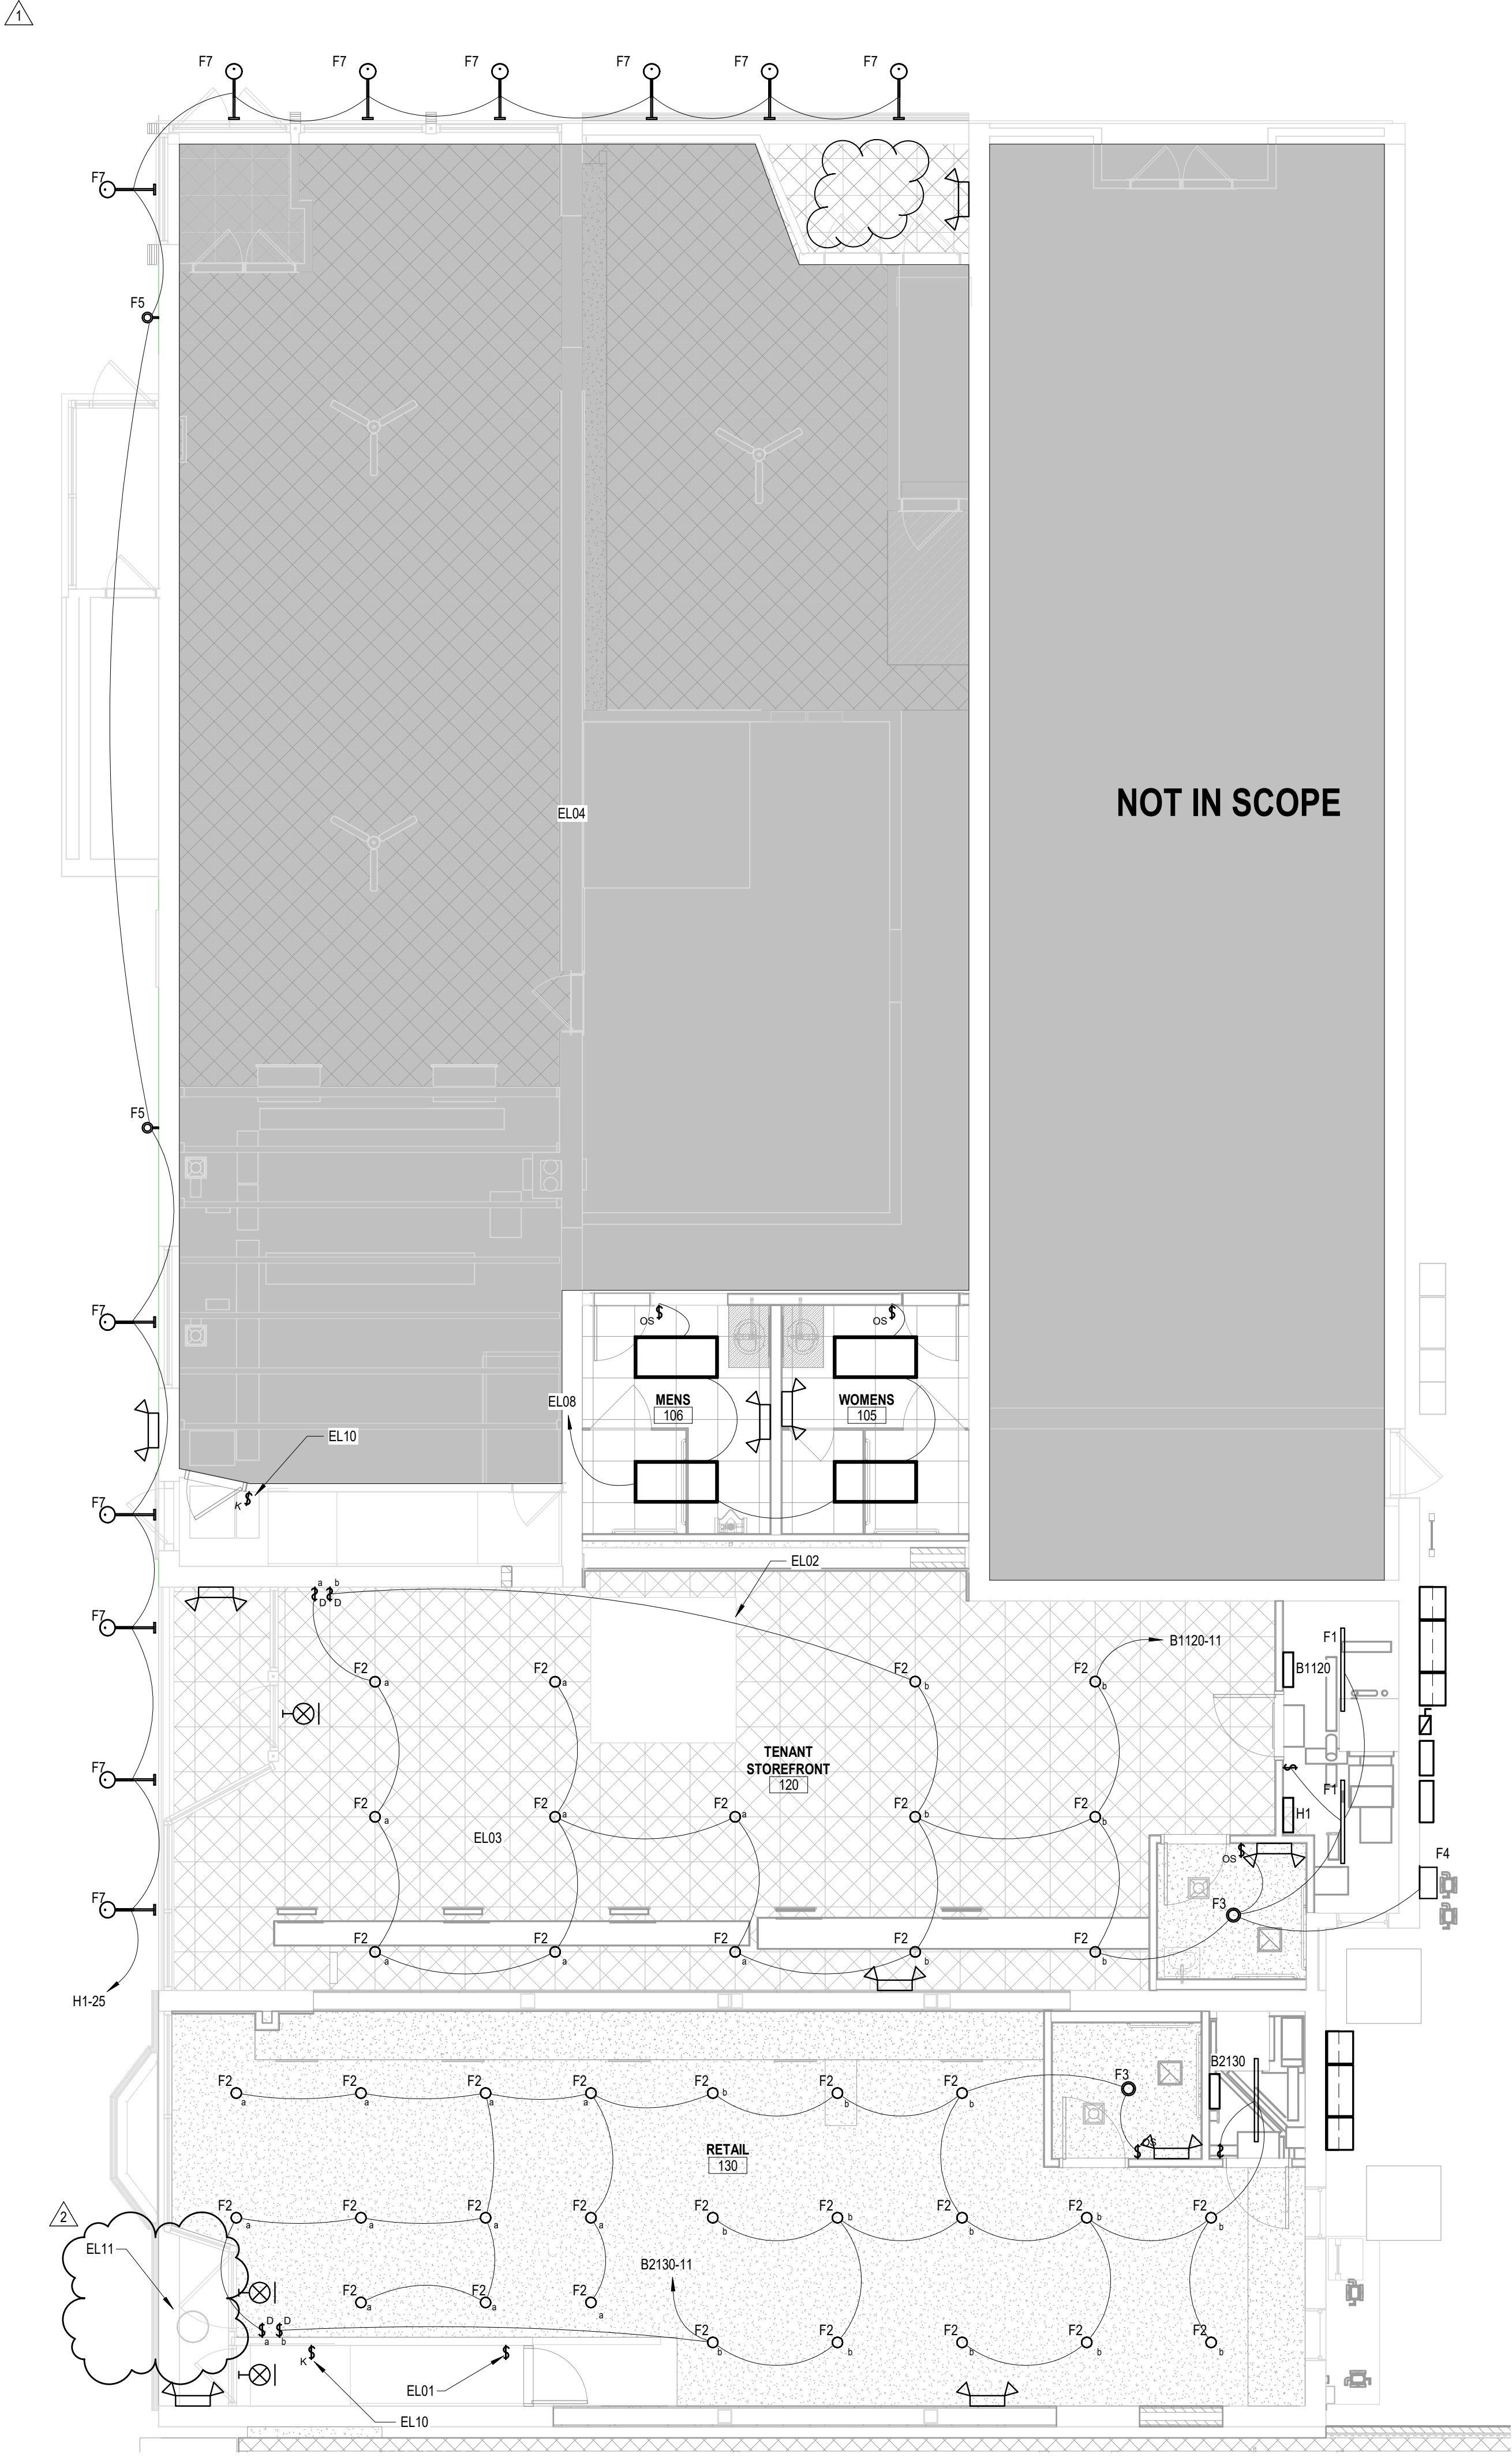 1
F7 F7 F7 F7 F7 F7
F7
F5
NOT IN SCOPE
EL04
F5
F7
OS $ OS $
MENS
106
WOMENS
105
EL08
EL10
K $
F7
EL02
a b
$ D $ D
F7
F2 a F2 a F2 b F2 b
B1120-11
F1
B1120
TENANT
STOREFRONT
120
F7
$
F1
H1
F2 a F2 a F2 a F2 b F2 b
EL03
OS $
F4
F7
F3
F2 a F2 a F2 a F2 b F2 b
H1-25
F2 a F2 a F2 a F2 a F2 b F2 b F2 b
F3
B2130
RETAIL
130
OS $
$
2
F2 a F2 a F2 a F2 a F2 b F2 b F2 b F2 b F2 b
EL11
B2130-11
F2 a F2 a F2 a
D D
$ a $ b
F2 b F2 b F2 b F2 b F2 b
K $
$
EL01
EL10